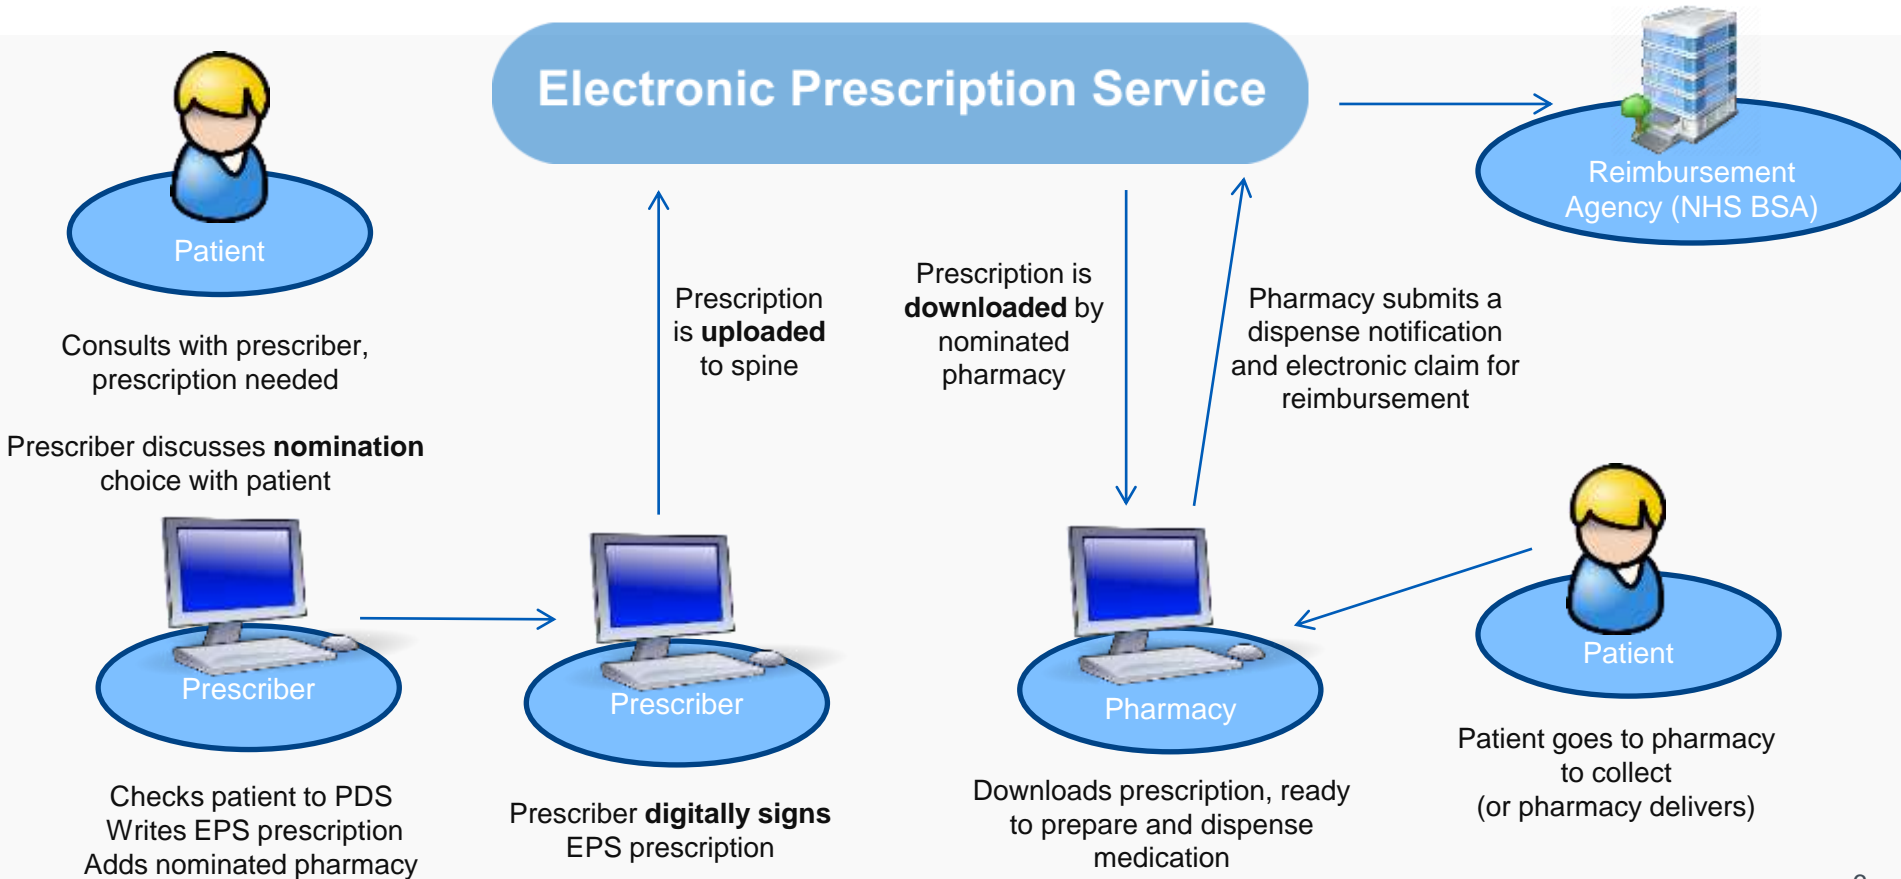 Electronic Prescription Service
Reimbursement
Agency (NHS BSA)
Patient
Consults with prescriber,
prescription needed
Prescriber discusses nomination
choice with patient
Prescription
is uploaded
to spine
Prescription is
downloaded by
nominated
pharmacy
Pharmacy submits a
dispense notification
and electronic claim for
reimbursement
Prescriber
Checks patient to PDS
Writes EPS prescription
Adds nominated pharmacy
Prescriber
Prescriber digitally signs
EPS prescription
Pharmacy
Downloads prescription, ready
to prepare and dispense
medication
Patient
Patient goes to pharmacy
to collect
(or pharmacy delivers)